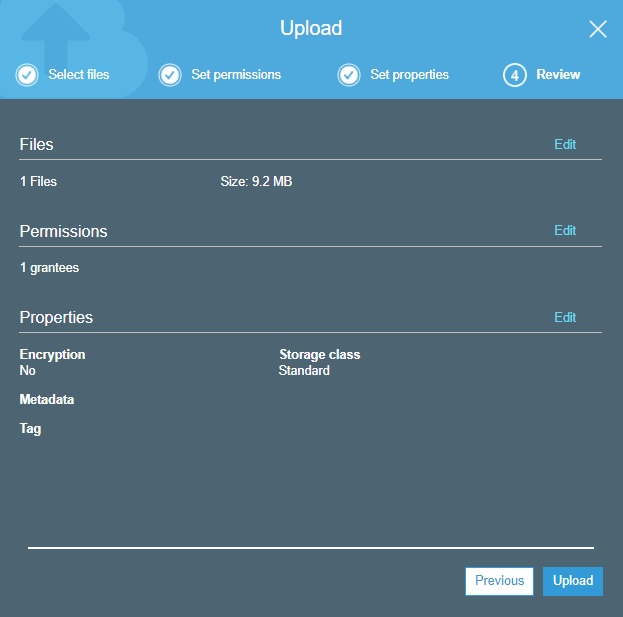 Upload
Select files
Set permissions
Set properties
4 Review
Files Edit
1 Files Size: 9.2 MB
Permissions Edit
1 grantees
Properties Edit
Encryption Storage class
No Standard
Metadata
Tag
Previous Upload